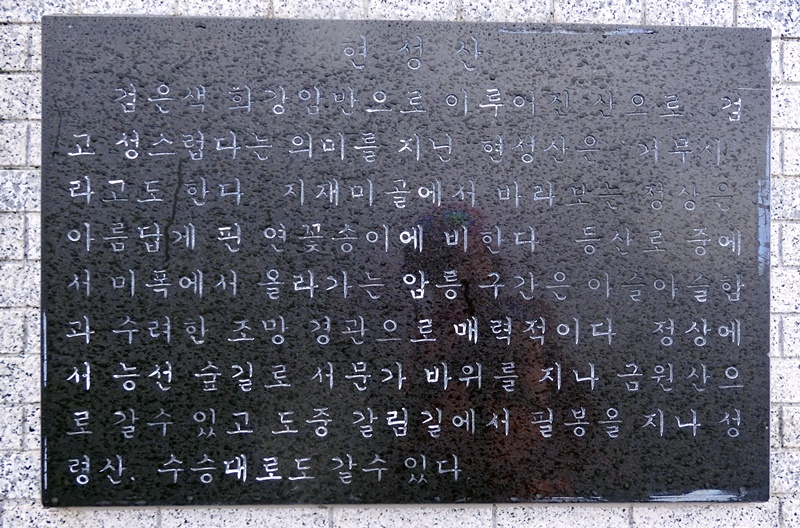 현성산
검은색 화강암반으로 이루어진 산으로 검
고 성스럽다는 의미를 지닌 현성산은 거무시
라고도 한다 지재미골에서 바라보는 정상은
아름답게 핀 연꽃송이에 비한다 등산로 중에
서 미폭에서 올라가는 암릉 구간은 아슬아슬함
과 수려한 조망 경관으로 매력적이다 정상에
서 능선 숲길로 서문가 바위를 지나 금원산으
로 갈수 있고 도중 갈림길에서 필봉을 지나 성
령산. 수승대로도 갈수 있다